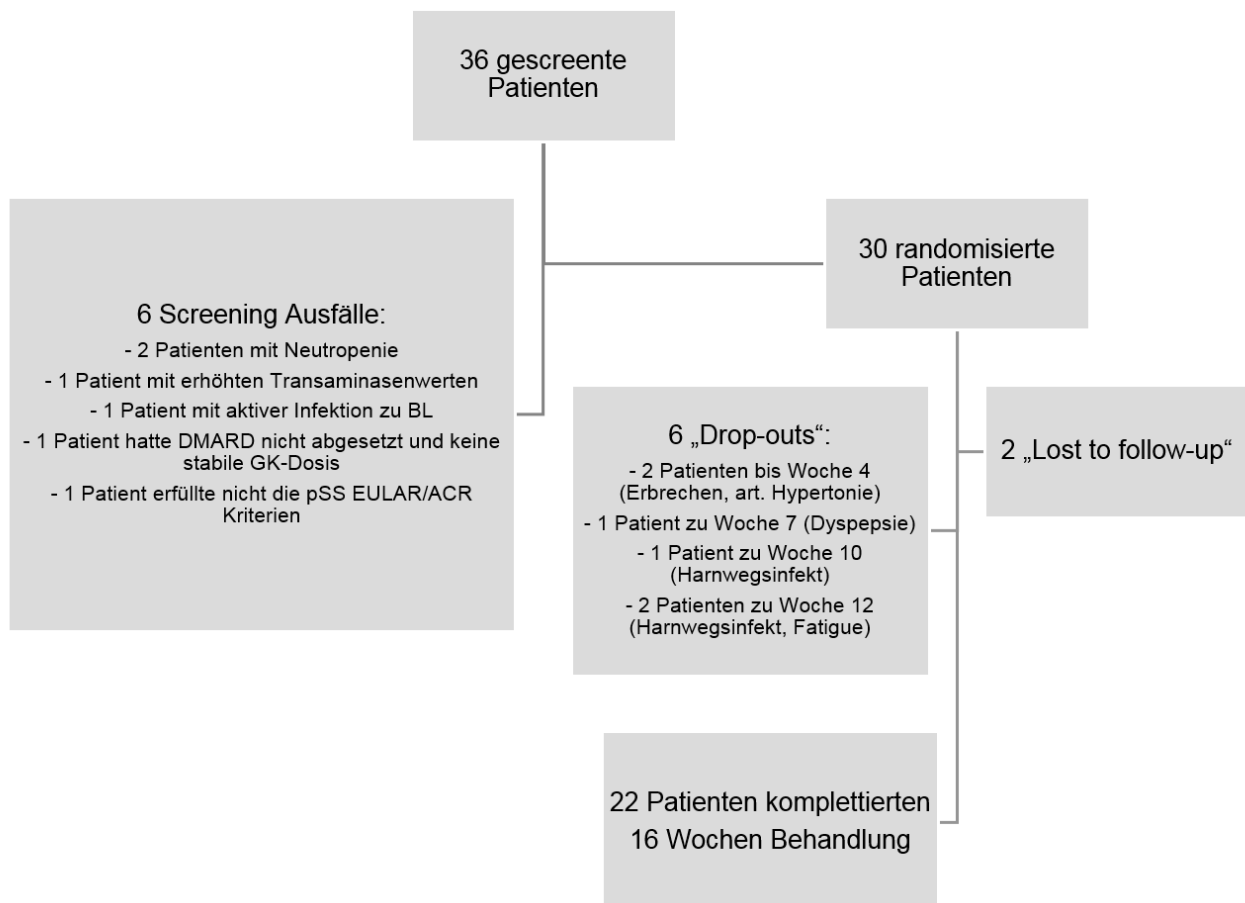 36 gescreente
Patienten
6 Screening Ausfälle:
- 2 Patienten mit Neutropenie
- 1 Patient mit erhöhten Transaminasenwerten
- 1 Patient mit aktiver Infektion zu BL
- 1 Patient hatte DMARD nicht abgesetzt und keine
stabile GK-Dosis
- 1 Patient erfüllte nicht die pSS EULAR/ACR
Kriterien
30 randomisierte
Patienten
6 „Drop-outs“:
- 2 Patienten bis Woche 4
(Erbrechen, art. Hypertonie)
- 1 Patient zu Woche 7 (Dyspepsie)
- 1 Patient zu Woche 10
(Harnwegsinfekt)
- 2 Patienten zu Woche 12
(Harnwegsinfekt, Fatigue)
2 „Lost to follow-up“
22 Patienten komplettierten
16 Wochen Behandlung